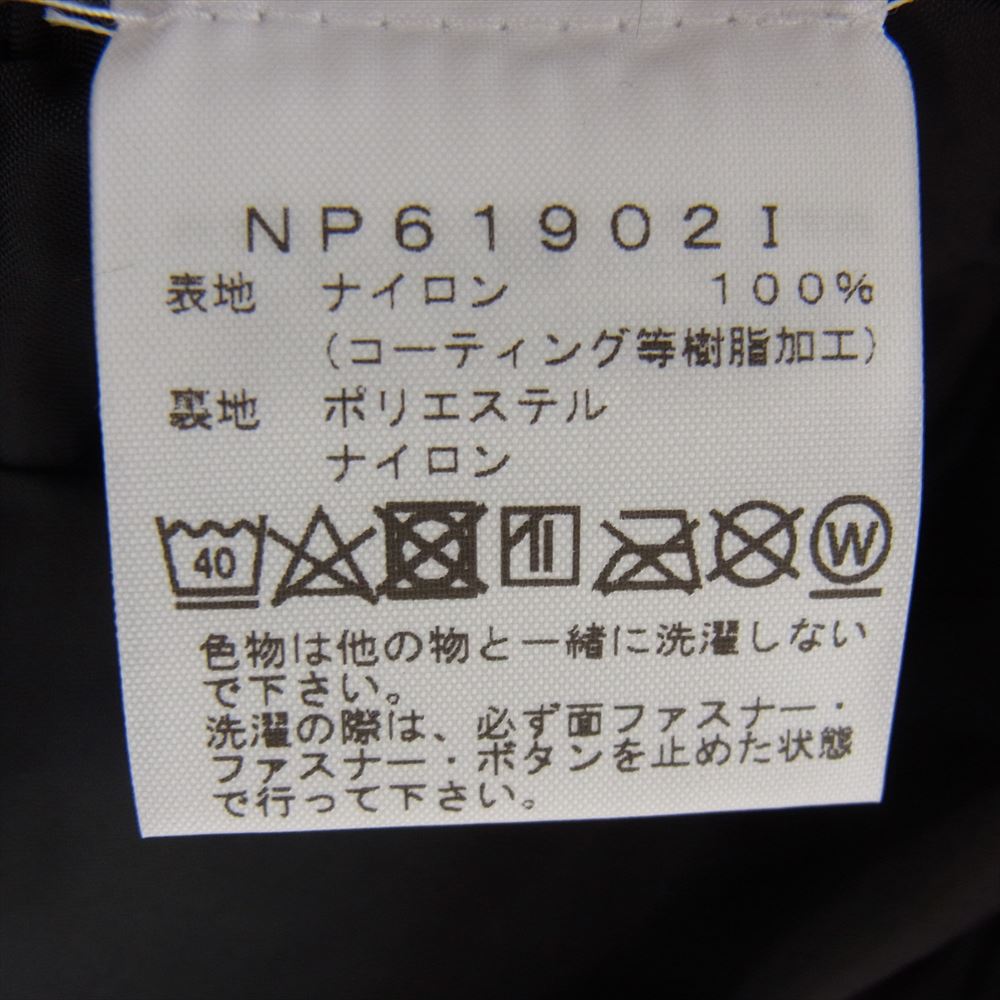 NP61902I
表地 ナイロン 100%
(コーティング等樹脂加工)
裏地 ポリエステル
ナイロン
40 W
色物は他の物と一緒に洗濯しない
で下さい。
洗濯の際は、必ず面ファスナー・
ファスナー・ボタンを止めた状態
で行って下さい。